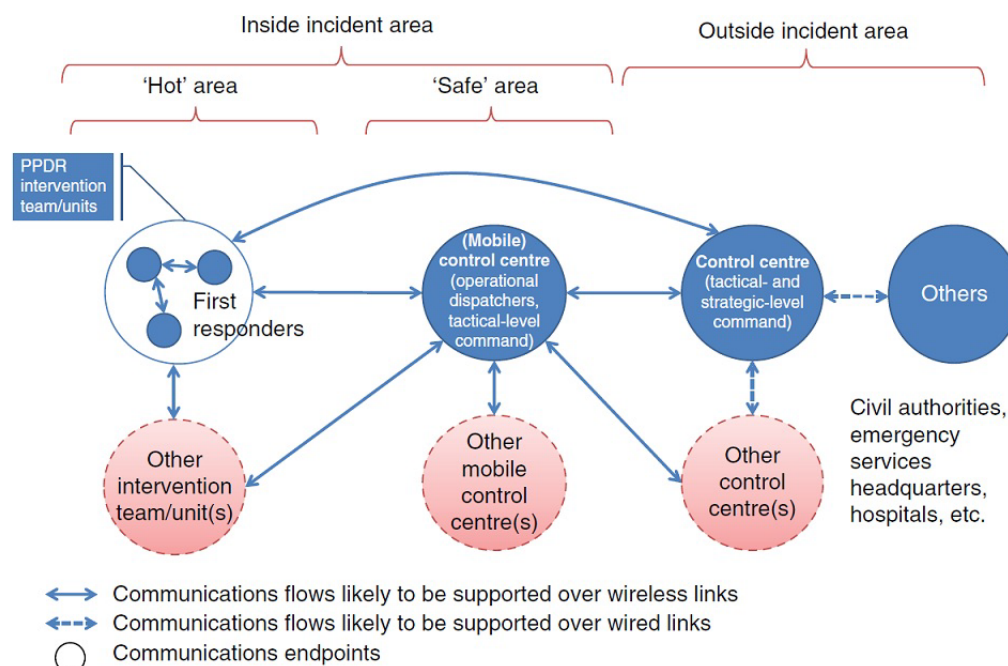 Inside incident area
Outside incident area
‘Hot’ area
‘Safe’ area
PPDR
intervention
team/units
First
responders
(Mobile)
control centre
(operational
dispatchers,
tactical-level
command)
Control centre
(tactical- and
strategic-level
command)
Others
Other
intervention
team/unit(s)
Other
mobile
control
centre(s)
Other
control
centre(s)
Civil authorities,
emergency
services
headquarters,
hospitals, etc.
Communications flows likely to be supported over wireless links
Communications flows likely to be supported over wired links
Communications endpoints